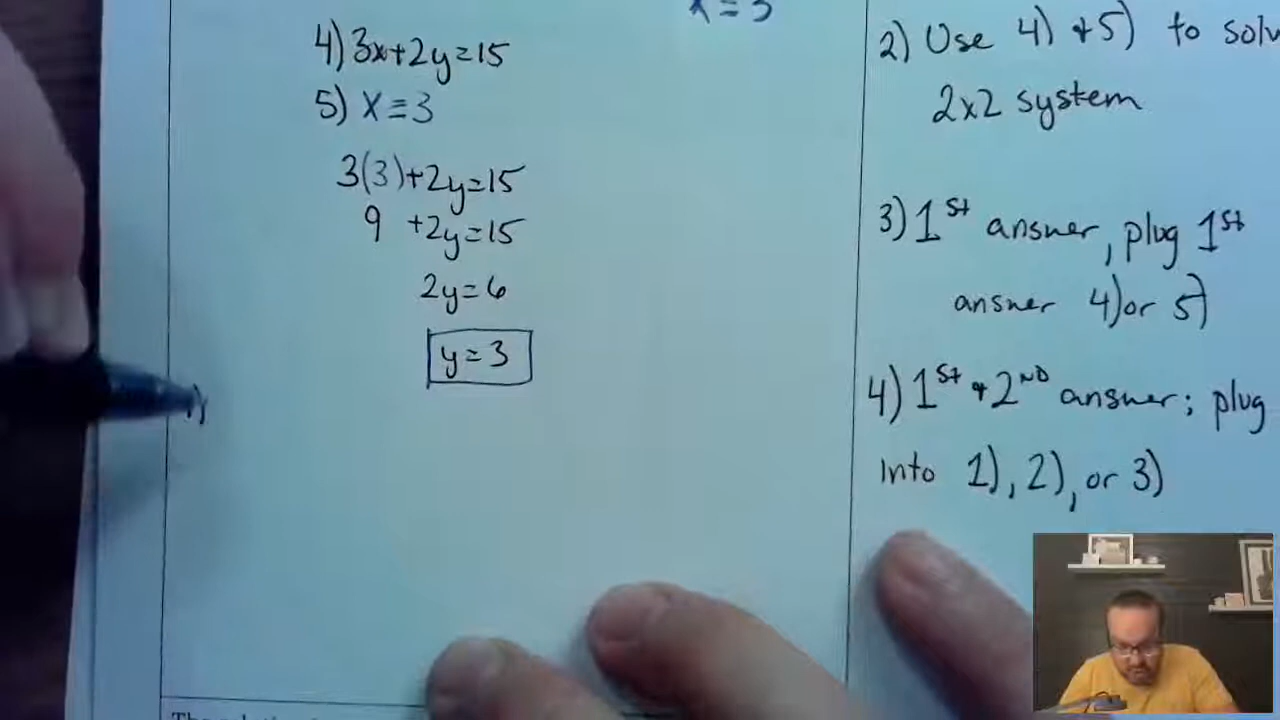 x = 3
4) 3x+2y=15
5) x = 3
3(3)+2y=15
9 +2y=15
2y=6
y = 3
2) Use 4) + 5) to solv
2x2 system
3) 1st answer, plug 1st
answer 4) or 5)
4) 1st + 2ND answer; plug
Into 1), 2), or 3)